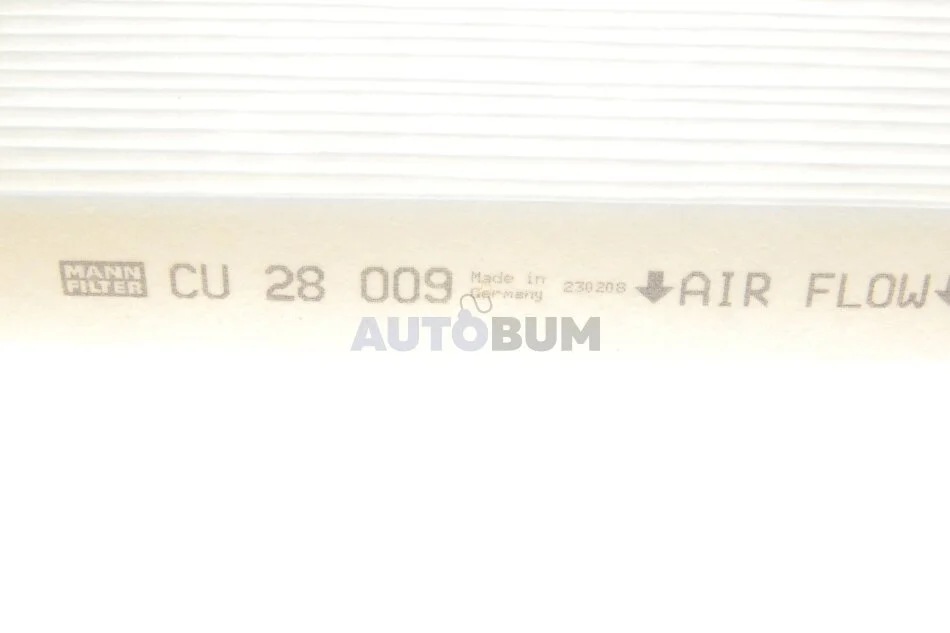 MANN
FILTER
CU 28 009
Made in
Germany
230208
AIR FLOW
AUTOBUM